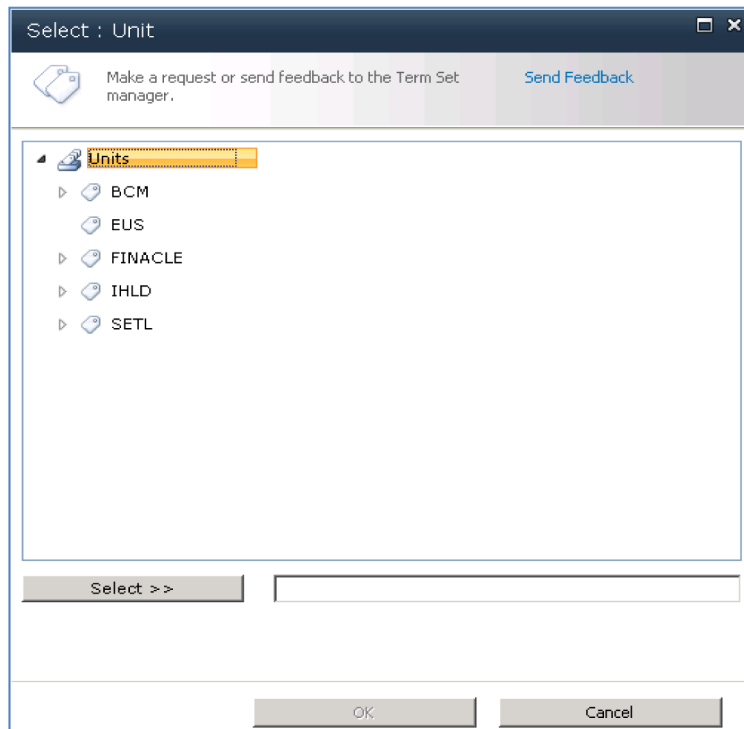 Select : Unit
Make a request or send feedback to the Term Set
manager.
Send Feedback
Units
BCM
EUS
FINACLE
IHLD
SETL
Select >>
OK
Cancel